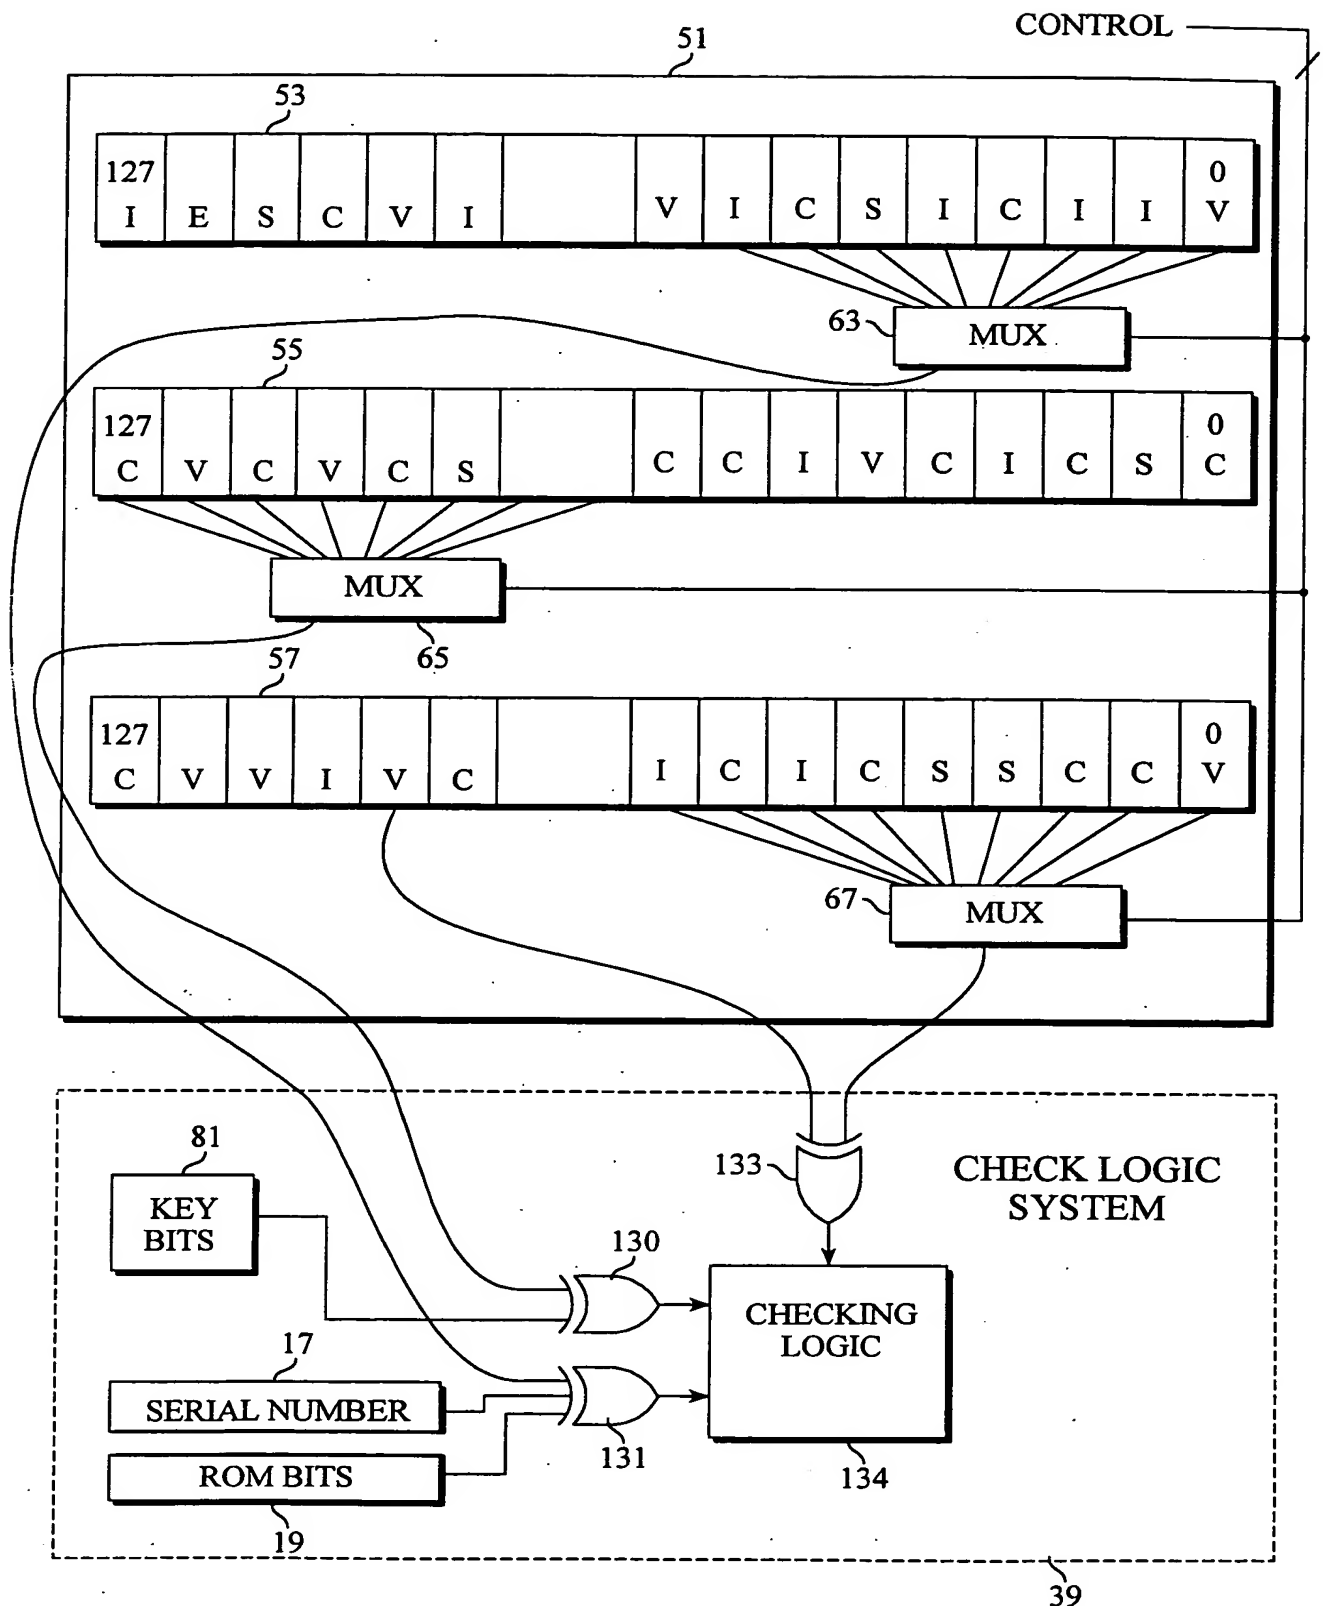 CONTROL
51
53
127 0
I E S C V I V I C S I C I I V
63 MUX
55
127 0
C V C V C S C C I V C I C S C
MUX
65
57
127 0
C V V I V C I C I C S S C C V
67 MUX
81
133
CHECK LOGIC
SYSTEM
KEY
BITS
130
CHECKING
LOGIC
17
SERIAL NUMBER
131
ROM BITS
134
19
39